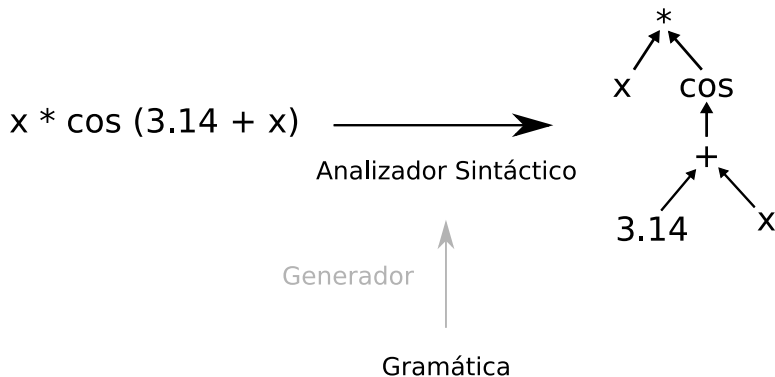 *
x cos
x * cos (3.14 + x)
+
Analizador Sintáctico
3.14 x
Generador
Gramática